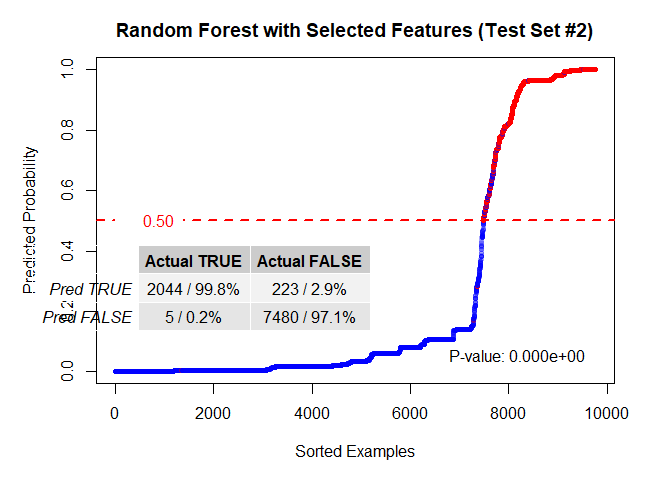 Random Forest with Selected Features (Test Set #2)
Predicted Probability
1.0
0.8
0.6
0.4
0.2
0.0
0.50
Actual TRUE Actual FALSE
Pred TRUE 2044 / 99.8% 223 / 2.9%
Pred FALSE 5 / 0.2% 7480 / 97.1%
P-value: 0.000e+00
0 2000 4000 6000 8000 10000
Sorted Examples